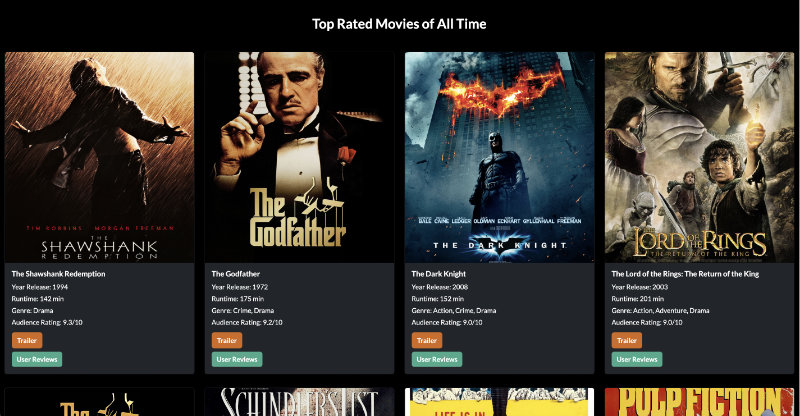 Top Rated Movies of All Time
TIM ROBBINS MORGAN FREEMAN
THE
SHAWSHANK
REDEMPTION
The Shawshank Redemption
Year Release: 1994
Runtime: 142 min
Genre: Drama
Audience Rating: 9.3/10
Trailer
User Reviews
The
Godfather
The Godfather
Year Release: 1972
Runtime: 175 min
Genre: Crime, Drama
Audience Rating: 9.2/10
Trailer
User Reviews
BALE CAINE LEDGER OLDMAN ECKHART GYLLENHAAL FREEMAN
THE DARK KNIGHT
The Dark Knight
Year Release: 2008
Runtime: 152 min
Genre: Action, Crime, Drama
Audience Rating: 9.0/10
Trailer
User Reviews
THE
LORD OF THE RINGS
THE RETURN OF THE KING
The Lord of the Rings: The Return of the King
Year Release: 2003
Runtime: 201 min
Genre: Action, Adventure, Drama
Audience Rating: 9.0/10
Trailer
User Reviews
The
SCHINDLER'S LIST
LIFE IS IN
PULP FICTION